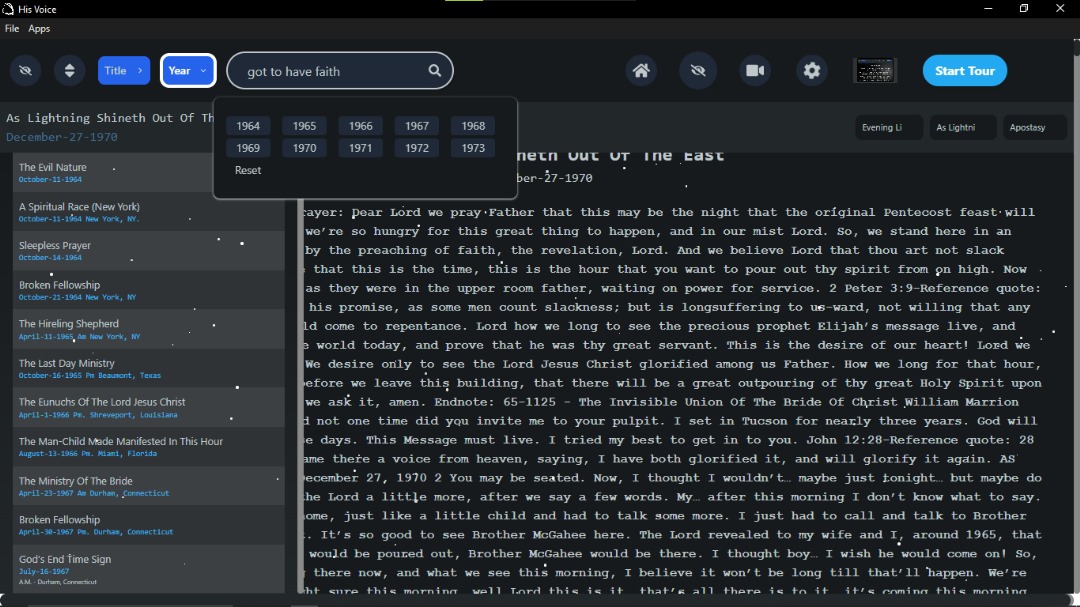 His Voice
File Apps
Title
Year
got to have faith
Start Tour
1964 1965 1966 1967 1968
1969 1970 1971 1972 1973
Reset
As Lightning Shineth Out Of Th
December-27-1970
Evening Li
As Lightni
Apostasy
The Evil Nature
October-11-1964
A Spiritual Race (New York)
October-11-1964 New York, NY.
Sleepless Prayer
October-14-1964
Broken Fellowship
October-21-1964 New York, NY
The Hireling Shepherd
April-11-1965 Am New York, NY
The Last Day Ministry
October-16-1965 Pm Beaumont, Texas
The Eunuchs Of The Lord Jesus Christ
April-1-1966 Pm. Shreveport, Louisiana
The Man-Child Made Manifested In This Hour
August-13-1966 Pm. Miami, Florida
The Ministry Of The Bride
April-23-1967 Am Durham, Connecticut
Broken Fellowship
April-30-1967 Pm. Durham, Connecticut
God's End Time Sign
July-16-1967
A.M. - Durham, Connecticut
neth Out Of The East
ber-27-1970
ayer: Dear Lord we pray Father that this may be the night that the original Pentecost feast will
we're so hungry for this great thing to happen, and in our mist Lord. So, we stand here in an
by the preaching of faith, the revelation, Lord. And we believe Lord that thou art not slack
that this is the time, this is the hour that you want to pour out thy spirit from on high. Now
as they were in the upper room father, waiting on power for service. 2 Peter 3:9-Reference quote:
his promise, as some men count slackness; but is longsuffering to us-ward, not willing that any
ld come to repentance. Lord how we long to see the precious prophet Elijah's message live, and
e world today, and prove that he was thy great servant. This is the desire of our heart! Lord we
We desire only to see the Lord Jesus Christ glorified among us Father. How we long for that hour,
efore we leave this building, that there will be a great outpouring of thy great Holy Spirit upon
we ask it, amen. Endnote: 65-1125 - The Invisible Union Of The Bride Of Christ William Marrion
d not one time did you invite me to your pulpit. I set in Tucson for nearly three years. God will
e days. This Message must live. I tried my best to get in to you. John 12:28-Reference quote: 28
ame there a voice from heaven, saying, I have both glorified it, and will glorify it again. AS
ecember 27, 1970 2 You may be seated. Now, I thought I wouldn't… maybe just tonight… but maybe do
he Lord a little more, after we say a few words. My… after this morning I don't know what to say.
ome, just like a little child and had to talk some more. I just had to call and talk to Brother
. It's so good to see Brother McGahee here. The Lord revealed to my wife and I, around 1965, that
would be poured out, Brother McGahee would be there. I thought boy… I wish he would come on! So,
there now, and what we see this morning, I believe it won't be long till that'll happen. We're
ht sure this morning, well Lord this is it, that's all there is to it, it's coming this morning